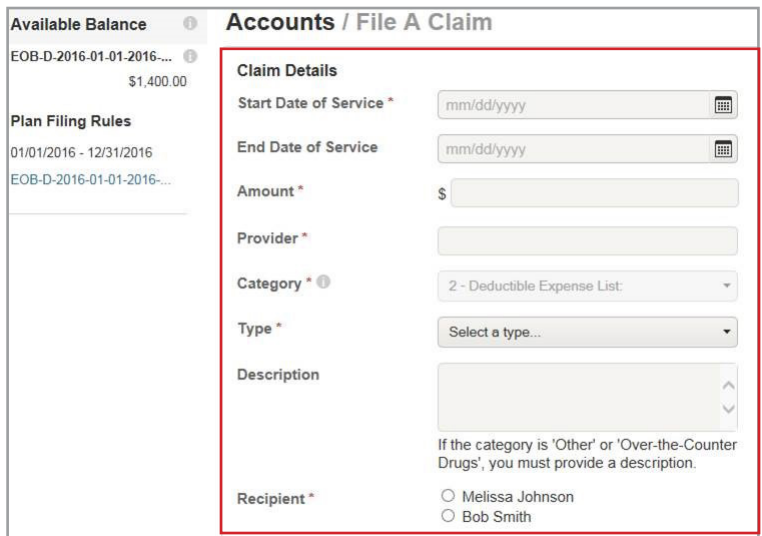 Available Balance
EOB-D-2016-01-01-2016-...
$1,400.00
Plan Filing Rules
01/01/2016 - 12/31/2016
EOB-D-2016-01-01-2016-...
Accounts / File A Claim
Claim Details
Start Date of Service *
mm/dd/yyyy
End Date of Service
mm/dd/yyyy
Amount *
$
Provider *
Category *
2 - Deductible Expense List:
Type *
Select a type...
Description
If the category is 'Other' or 'Over-the-Counter
Drugs', you must provide a description.
Recipient *
Melissa Johnson
Bob Smith